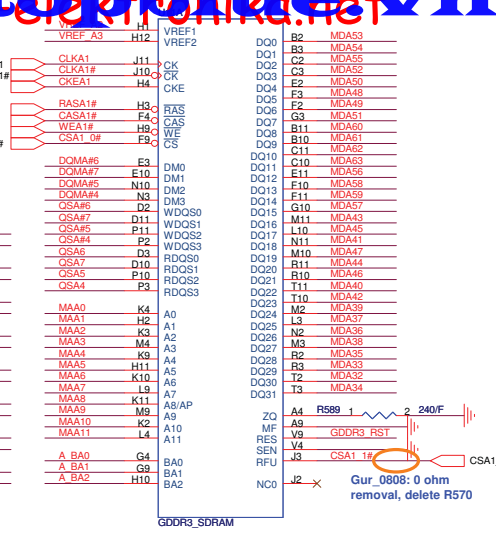 H1 VREF1
VREF_A3 H12 VREF2
CLKA1 J11 CK
CLKA1# J10 CK
CKEA1 H4 CKE
RASA1# H3 RAS
CASA1# F4 CAS
WEA1# H9 WE
CSA1_0# F9 CS
DQMA#6 E3 DM0
DQMA#7 E10 DM1
DQMA#5 N10 DM2
DQMA#4 N3 DM3
QSA#6 D2 WDQS0
QSA#7 D11 WDQS1
QSA#5 P11 WDQS2
QSA#4 P2 WDQS3
QSA6 D3 RDQS0
QSA7 D10 RDQS1
QSA5 P10 RDQS2
QSA4 P3 RDQS3
MAA0 K4 A0
MAA1 H2 A1
MAA2 K3 A2
MAA3 M4 A3
MAA4 K9 A4
MAA5 H11 A5
MAA6 K10 A6
MAA7 L9 A7
MAA8 K11 A8/AP
MAA9 M9 A9
MAA10 K2 A10
MAA11 L4 A11
A_BA0 G4 BA0
A_BA1 G9 BA1
A_BA2 H10 BA2
DQ0 B2 MDA53
DQ1 B3 MDA54
DQ2 C2 MDA55
DQ3 C3 MDA52
DQ4 E2 MDA50
DQ5 F3 MDA48
DQ6 F2 MDA49
DQ7 G3 MDA51
DQ8 B11 MDA60
DQ9 B10 MDA61
DQ10 C11 MDA62
DQ11 C10 MDA63
DQ12 E11 MDA56
DQ13 F10 MDA58
DQ14 F11 MDA59
DQ15 G10 MDA57
DQ16 M11 MDA43
DQ17 L10 MDA45
DQ18 N11 MDA41
DQ19 M10 MDA47
DQ20 R11 MDA44
DQ21 R10 MDA46
DQ22 T11 MDA40
DQ23 T10 MDA42
DQ24 M2 MDA39
DQ25 L3 MDA37
DQ26 N2 MDA36
DQ27 M3 MDA38
DQ28 R2 MDA35
DQ29 R3 MDA33
DQ30 T2 MDA32
DQ31 T3 MDA34
ZQ A4 R589 1 2 240/F
MF A9
RES V9 GDDR3_RST
SEN V4
RFU J3 CSA1_1# CSA1_
NC0 J2
Gur_0808: 0 ohm
removal, delete R570
GDDR3_SDRAM